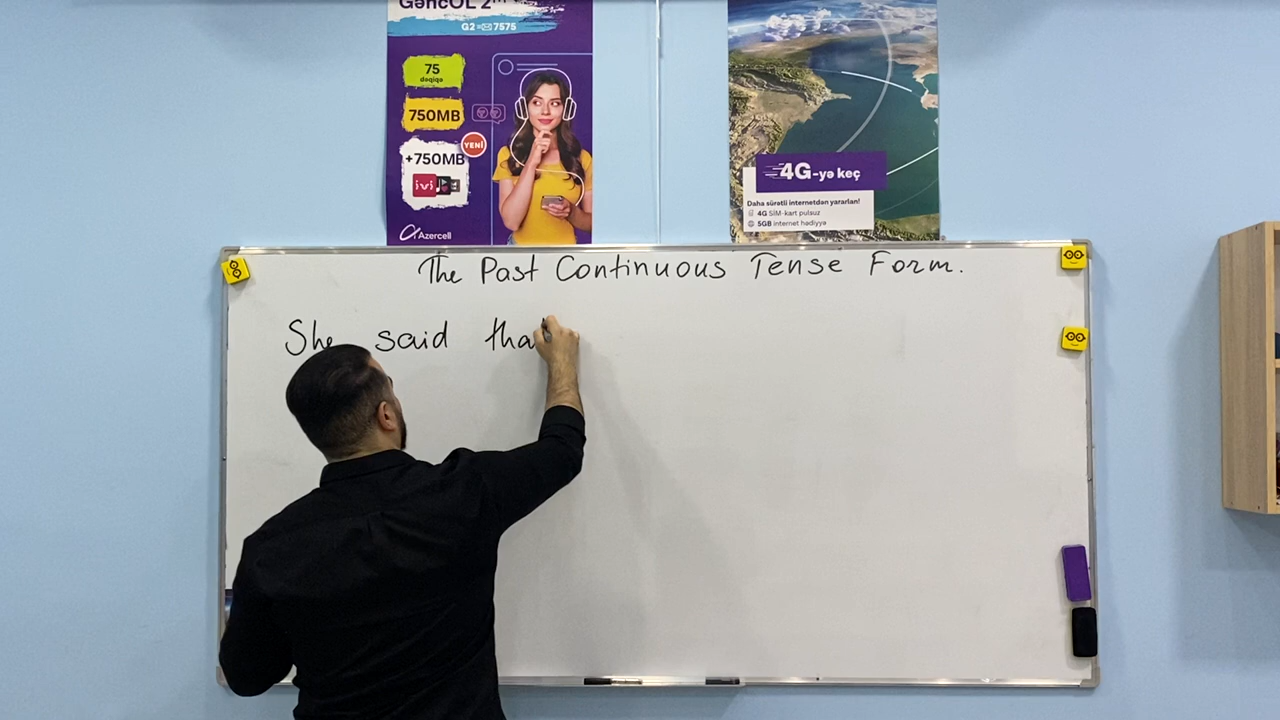 GəncOL 2
G2 7575
75
dəqiqə
750MB
YENİ
+750MB
ivi
Azercell
4G-yə keç
Daha sürətli internetdən yararlan!
4G SİM-kart pulsuz
5GB internet hədiyyə
The Past Continuous Tense Form.
She said tha